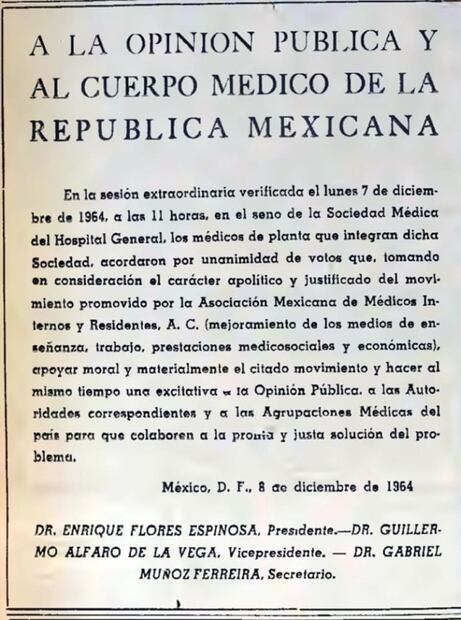 A LA OPINION PUBLICA Y
AL CUERPO MEDICO DE LA
REPUBLICA MEXICANA
En la sesión extraordinaria verificada el lunes 7 de diciem-
bre de 1964, a las 11 horas, en el seno de la Sociedad Médica
del Hospital General, los médicos de planta que integran dicha
Sociedad, acordaron por unanimidad de votos que, tomando
en consideración el carácter apolítico y justificado del movi-
miento promovido por la Asociación Mexicana de Médicos In-
ternos y Residentes, A. C. (mejoramiento de los medios de en-
señanza, trabajo, prestaciones medicosociales y económicas),
apoyar moral y materialmente el citado movimiento y hacer al
mismo tiempo una excitativa a la Opinión Pública, a las Auto-
ridades correspondientes y a las Agrupaciones Médicas del
país para que colaboren a la pronta y justa solución del pro-
blema.
México, D. F., 8 de diciembre de 1964
DR. ENRIQUE FLORES ESPINOSA, Presidente.—DR. GUILLER-
MO ALFARO DE LA VEGA, Vicepresidente. — DR. GABRIEL
MUÑOZ FERREIRA, Secretario.